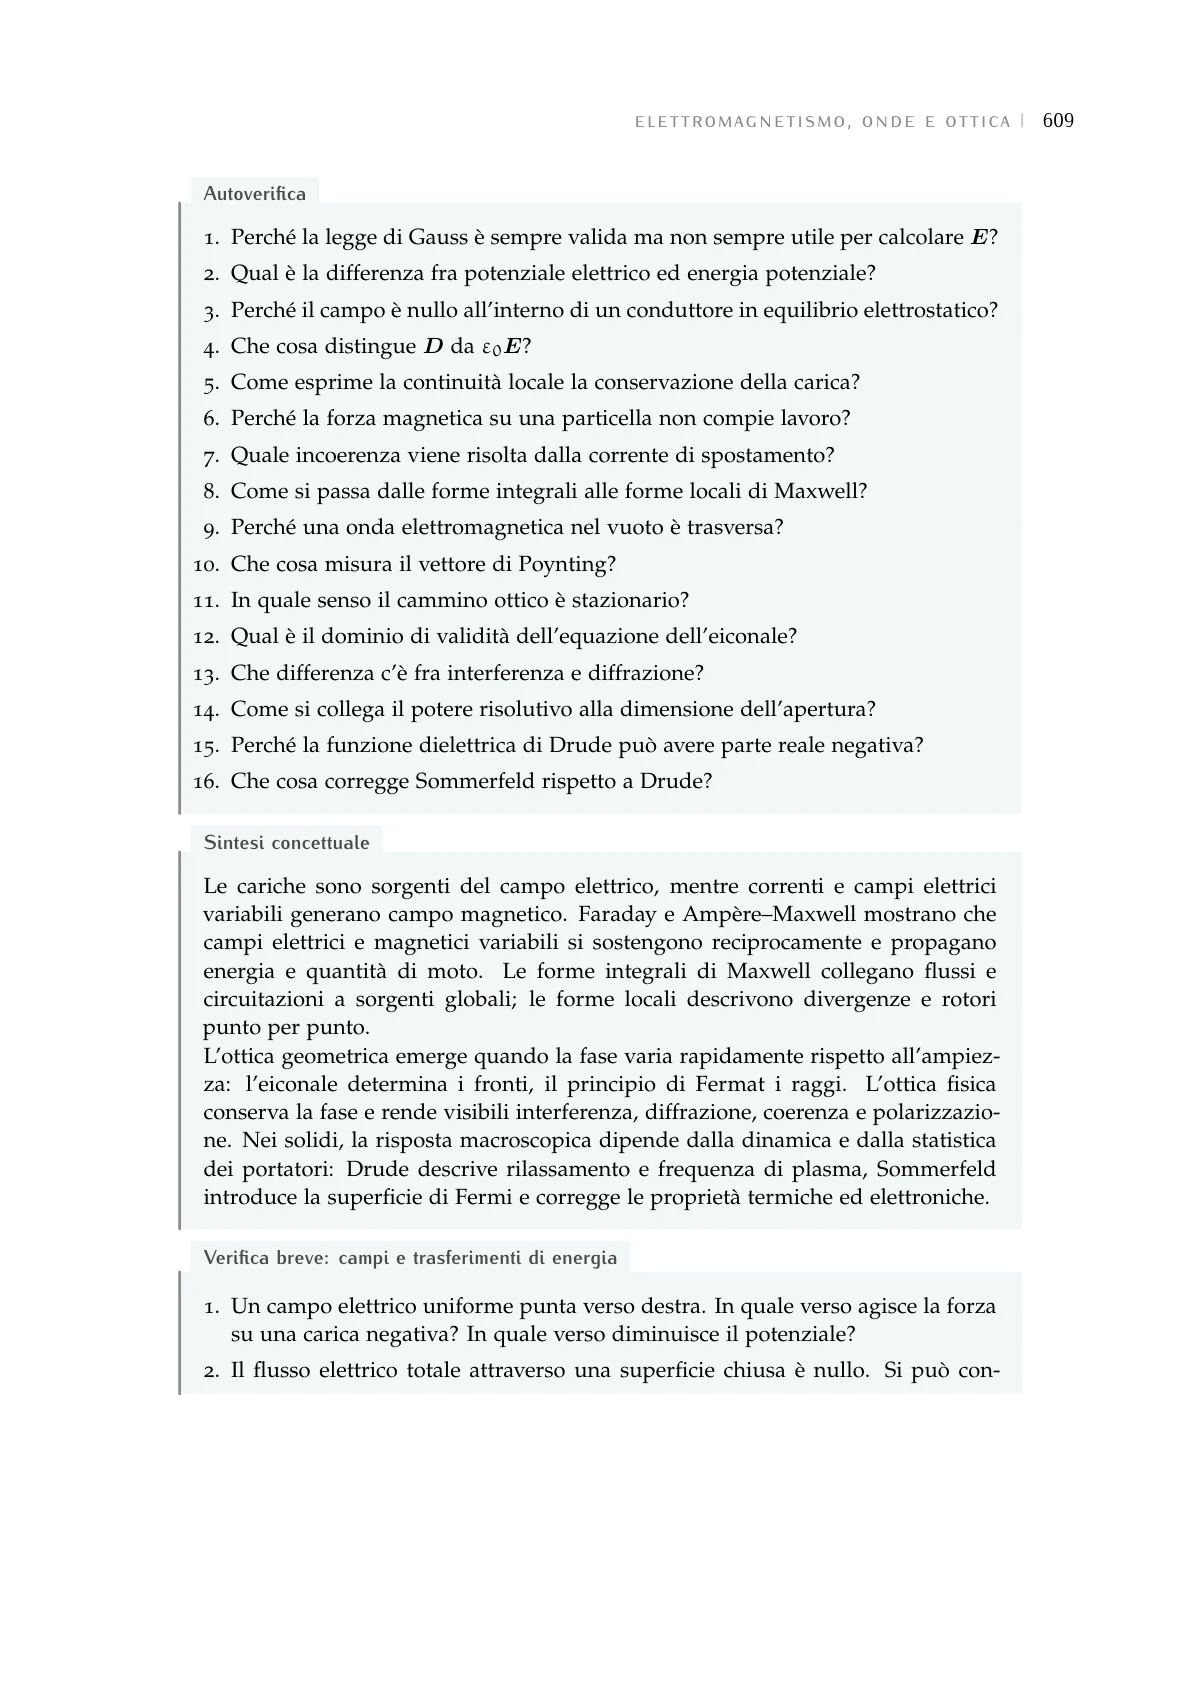 ELETTROMAGNETISMO, ONDE E OTTICA | 609
Autoverifica
1. Perché la legge di Gauss è sempre valida ma non sempre utile per calcolare E?
2. Qual è la differenza fra potenziale elettrico ed energia potenziale?
3. Perché il campo è nullo all'interno di un conduttore in equilibrio elettrostatico?
4. Che cosa distingue D da ε₀E?
5. Come esprime la continuità locale la conservazione della carica?
6. Perché la forza magnetica su una particella non compie lavoro?
7. Quale incoerenza viene risolta dalla corrente di spostamento?
8. Come si passa dalle forme integrali alle forme locali di Maxwell?
9. Perché una onda elettromagnetica nel vuoto è trasversa?
10. Che cosa misura il vettore di Poynting?
11. In quale senso il cammino ottico è stazionario?
12. Qual è il dominio di validità dell'equazione dell'eiconale?
13. Che differenza c'è fra interferenza e diffrazione?
14. Come si collega il potere risolutivo alla dimensione dell'apertura?
15. Perché la funzione dielettrica di Drude può avere parte reale negativa?
16. Che cosa corregge Sommerfeld rispetto a Drude?
Sintesi concettuale
Le cariche sono sorgenti del campo elettrico, mentre correnti e campi elettrici
variabili generano campo magnetico. Faraday e Ampère–Maxwell mostrano che
campi elettrici e magnetici variabili si sostengono reciprocamente e propagano
energia e quantità di moto. Le forme integrali di Maxwell collegano flussi e
circuitazioni a sorgenti globali; le forme locali descrivono divergenze e rotori
punto per punto.
L'ottica geometrica emerge quando la fase varia rapidamente rispetto all'ampiez-
za: l'eiconale determina i fronti, il principio di Fermat i raggi. L'ottica fisica
conserva la fase e rende visibili interferenza, diffrazione, coerenza e polarizzazio-
ne. Nei solidi, la risposta macroscopica dipende dalla dinamica e dalla statistica
dei portatori: Drude descrive rilassamento e frequenza di plasma, Sommerfeld
introduce la superficie di Fermi e corregge le proprietà termiche ed elettroniche.
Verifica breve: campi e trasferimenti di energia
1. Un campo elettrico uniforme punta verso destra. In quale verso agisce la forza
su una carica negativa? In quale verso diminuisce il potenziale?
2. Il flusso elettrico totale attraverso una superficie chiusa è nullo. Si può con-